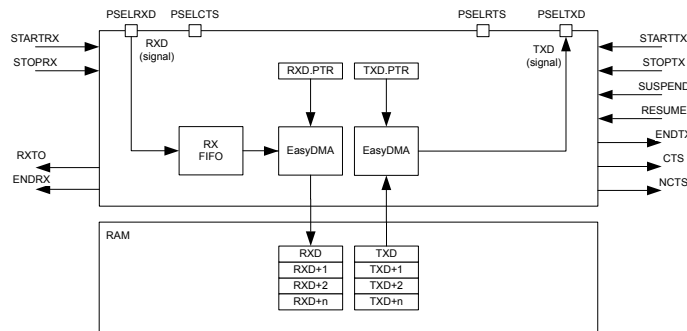 PSELRXD
PSELCTS
PSELRTS
PSELTXD
STARTRX
STOPRX
RXD
(signal)
TXD
(signal)
STARTTX
STOPTX
SUSPEND
RESUME
RXD.PTR
TXD.PTR
RX
FIFO
EasyDMA
EasyDMA
RXTO
ENDRX
ENDTX
CTS
NCTS
RAM
RXD
TXD
RXD+1
TXD+1
RXD+2
TXD+2
RXD+n
TXD+n